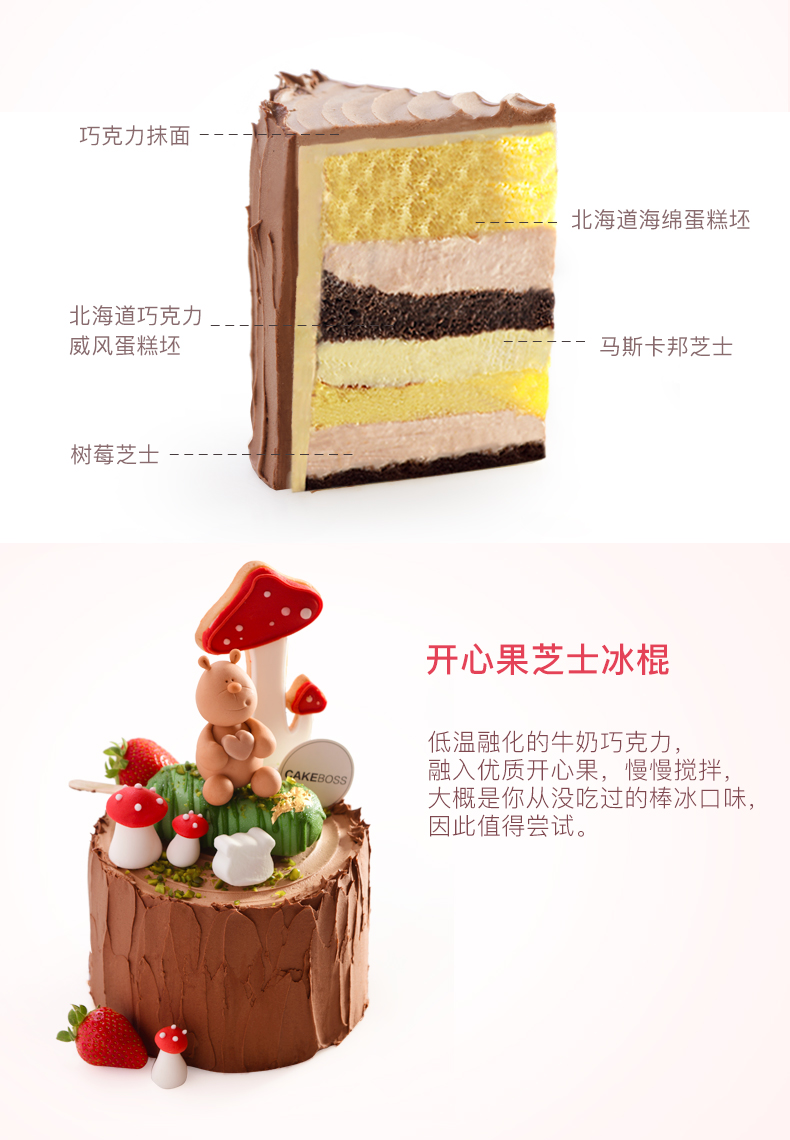 巧克力抹面
北海道海绵蛋糕坯
北海道巧克力
威风蛋糕坯
马斯卡邦芝士
树莓芝士
开心果芝士冰棍
CAKEBOSS
低温融化的牛奶巧克力，
融入优质开心果，慢慢搅拌，
大概是你从没吃过的棒冰口味，
因此值得尝试。